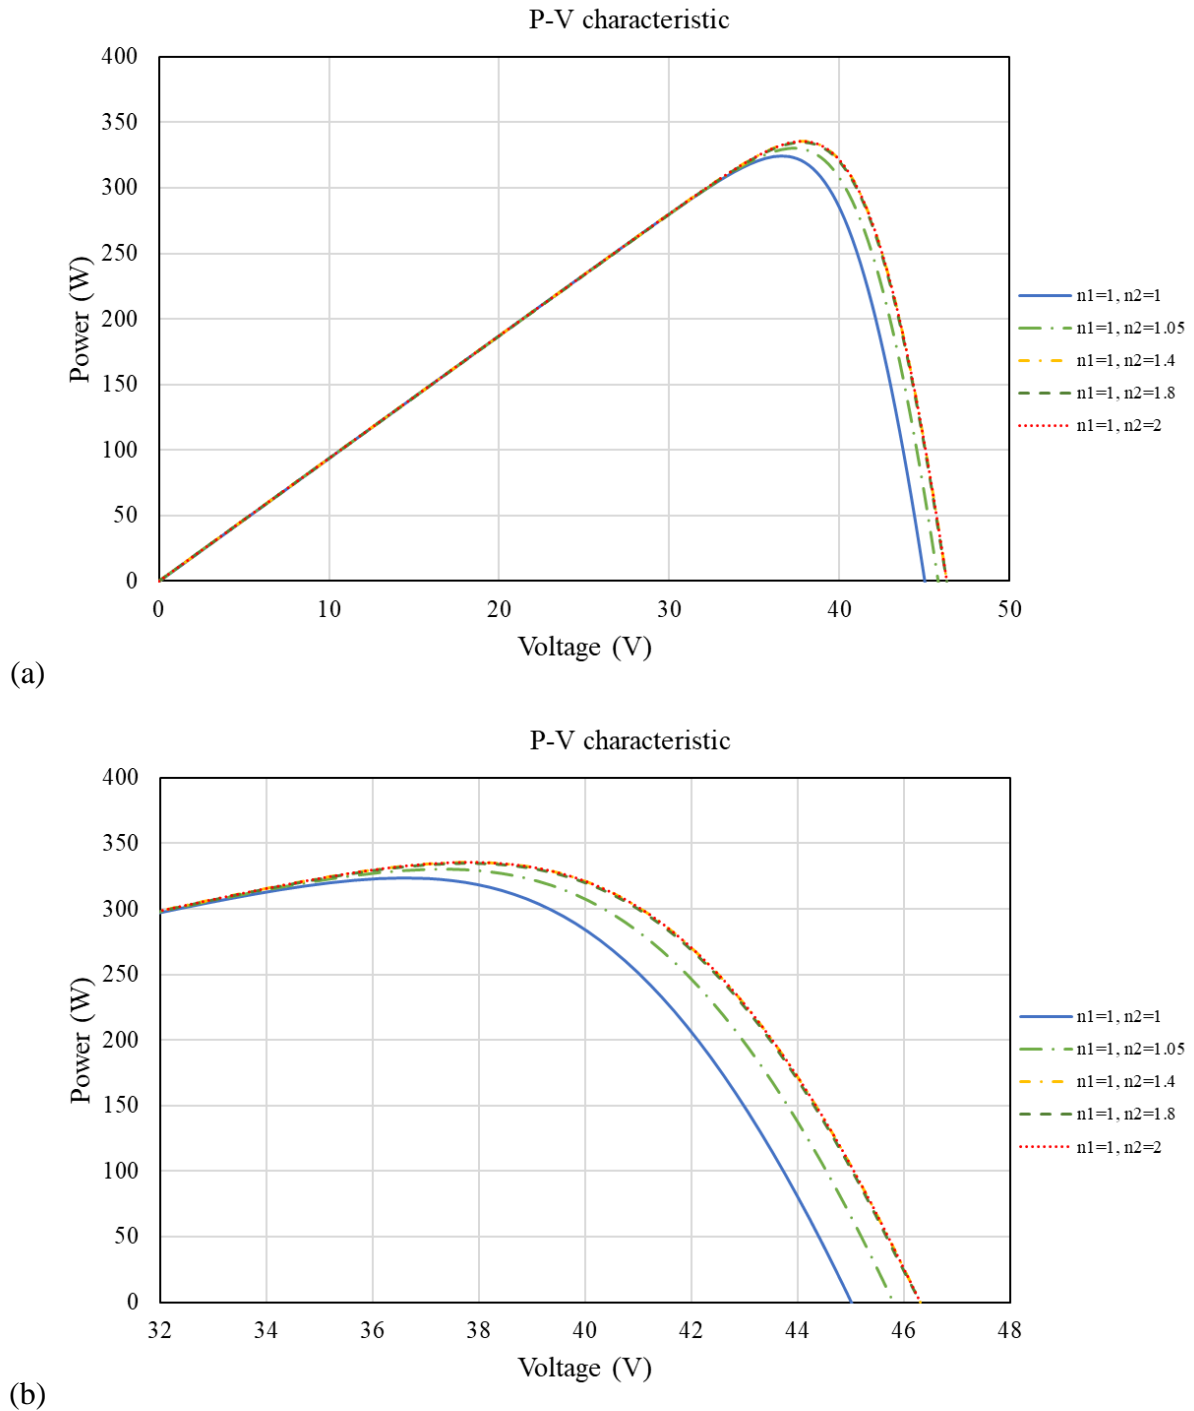 P-V characteristic
400
350
300
250
200
150
100
50
0
Power (W)
0 10 20 30 40 50
Voltage (V)
n1=1, n2=1
n1=1, n2=1.05
n1=1, n2=1.4
n1=1, n2=1.8
n1=1, n2=2
(a)
P-V characteristic
400
350
300
250
200
150
100
50
0
Power (W)
32 34 36 38 40 42 44 46 48
Voltage (V)
n1=1, n2=1
n1=1, n2=1.05
n1=1, n2=1.4
n1=1, n2=1.8
n1=1, n2=2
(b)